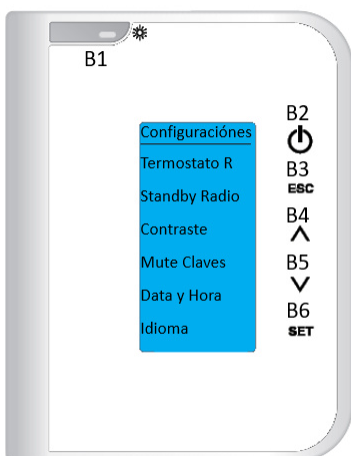 B1
Configuraciónes
Termostato R
Standby Radio
Contraste
Mute Claves
Data y Hora
Idioma
B2
B3
ESC
B4
B5
B6
SET